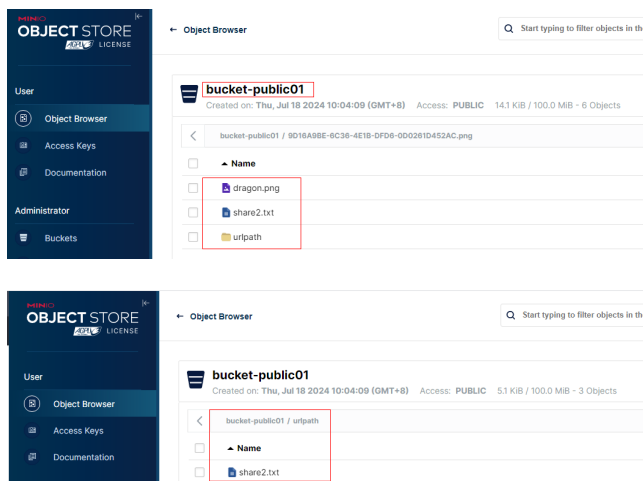 MINIO
OBJECT STORE
LICENSE
← Object Browser
Start typing to filter objects in the
User
Object Browser
Access Keys
Documentation
Administrator
Buckets
bucket-public01
Created on: Thu, Jul 18 2024 10:04:09 (GMT+8) Access: PUBLIC 14.1 KiB / 100.0 MiB - 6 Objects
bucket-public01 / 9D16A9BE-6C36-4E1B-DFD6-0D0261D452AC.png
Name
dragon.png
share2.txt
urlpath
MINIO
OBJECT STORE
LICENSE
← Object Browser
Start typing to filter objects in the
User
Object Browser
Access Keys
Documentation
bucket-public01
Created on: Thu, Jul 18 2024 10:04:09 (GMT+8) Access: PUBLIC 5.1 KiB / 100.0 MiB - 3 Objects
bucket-public01 / urlpath
Name
share2.txt